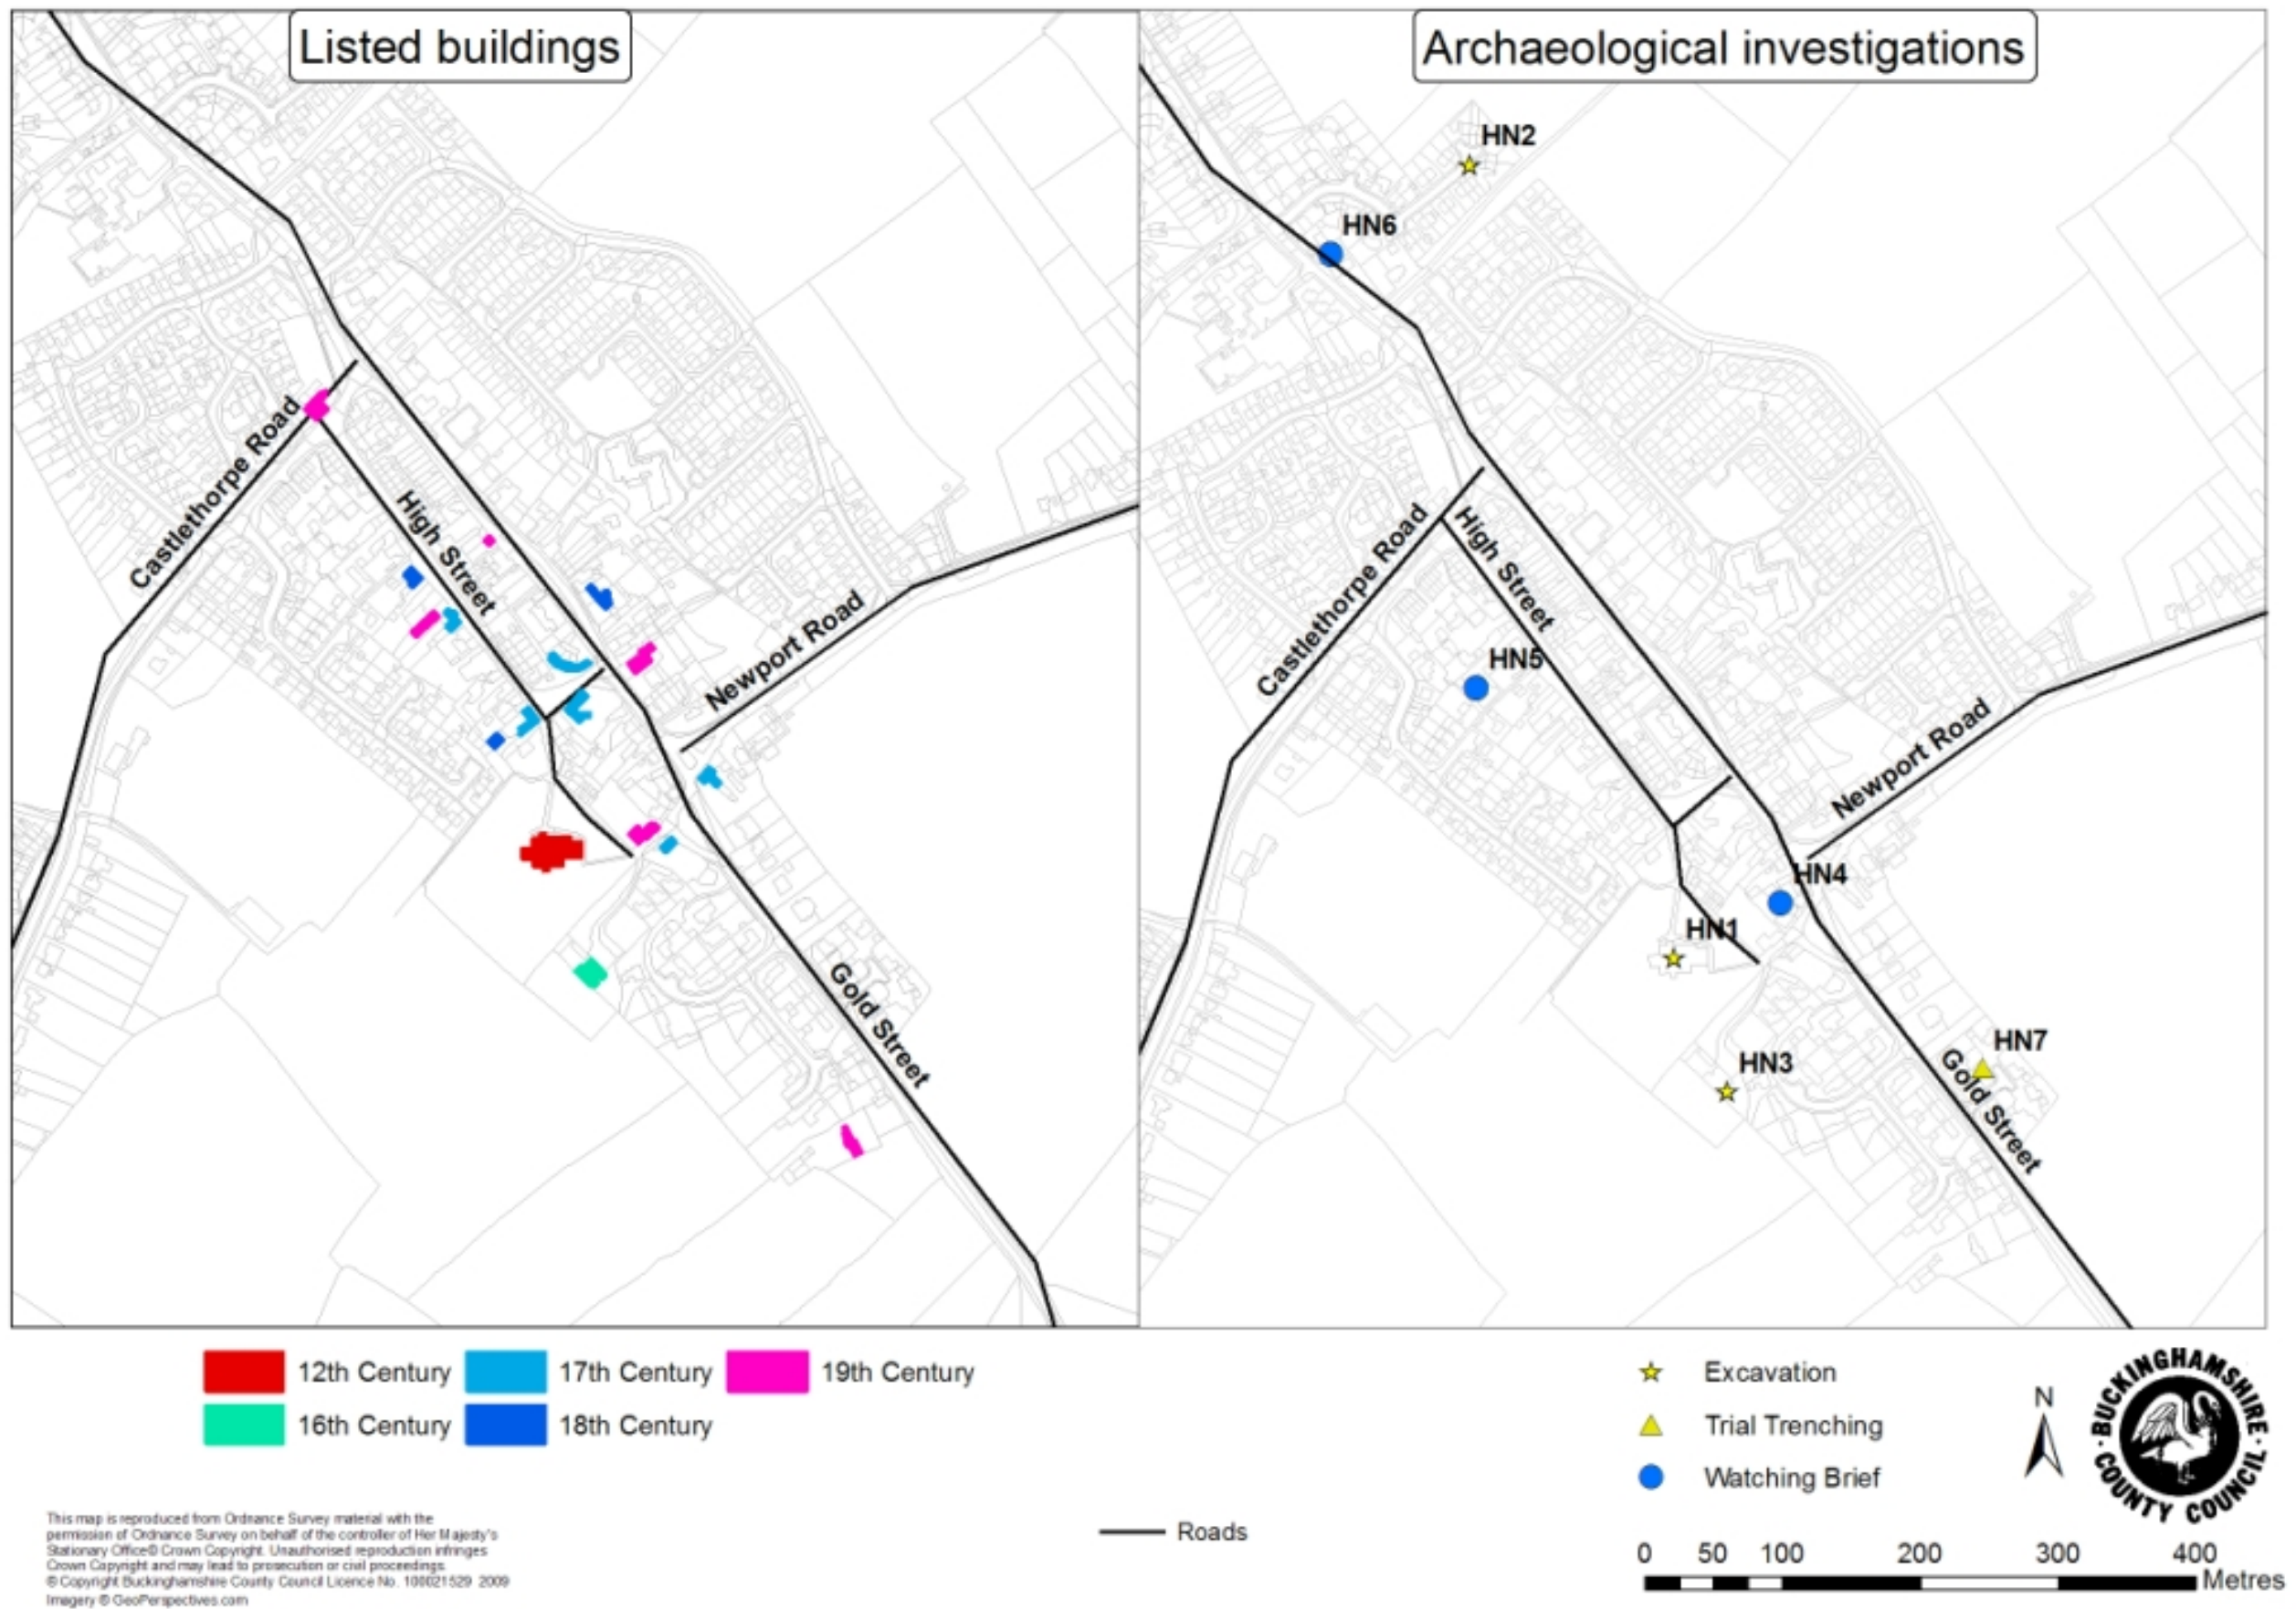 Listed buildings
Castlethorpe Road
High Street
Newport Road
Gold Street
Archaeological investigations
HN2
HN6
Castlethorpe Road
High Street
HN5
Newport Road
HN4
HN1
HN3
HN7
Gold Street
12th Century
17th Century
19th Century
16th Century
18th Century
Excavation
Trial Trenching
Watching Brief
N
BUCKINGHAMSHIRE
· COUNTY COUNCIL ·
This map is reproduced from Ordnance Survey material with the
permission of Ordnance Survey on behalf of the controller of Her Majesty's
Stationary Office© Crown Copyright. Unauthorised reproduction infringes
Crown Copyright and may lead to prosecution or civil proceedings.
© Copyright Buckinghamshire County Council Licence No. 100021529 2009
Imagery © GeoPerspectives.com
Roads
0 50 100 200 300 400
Metres